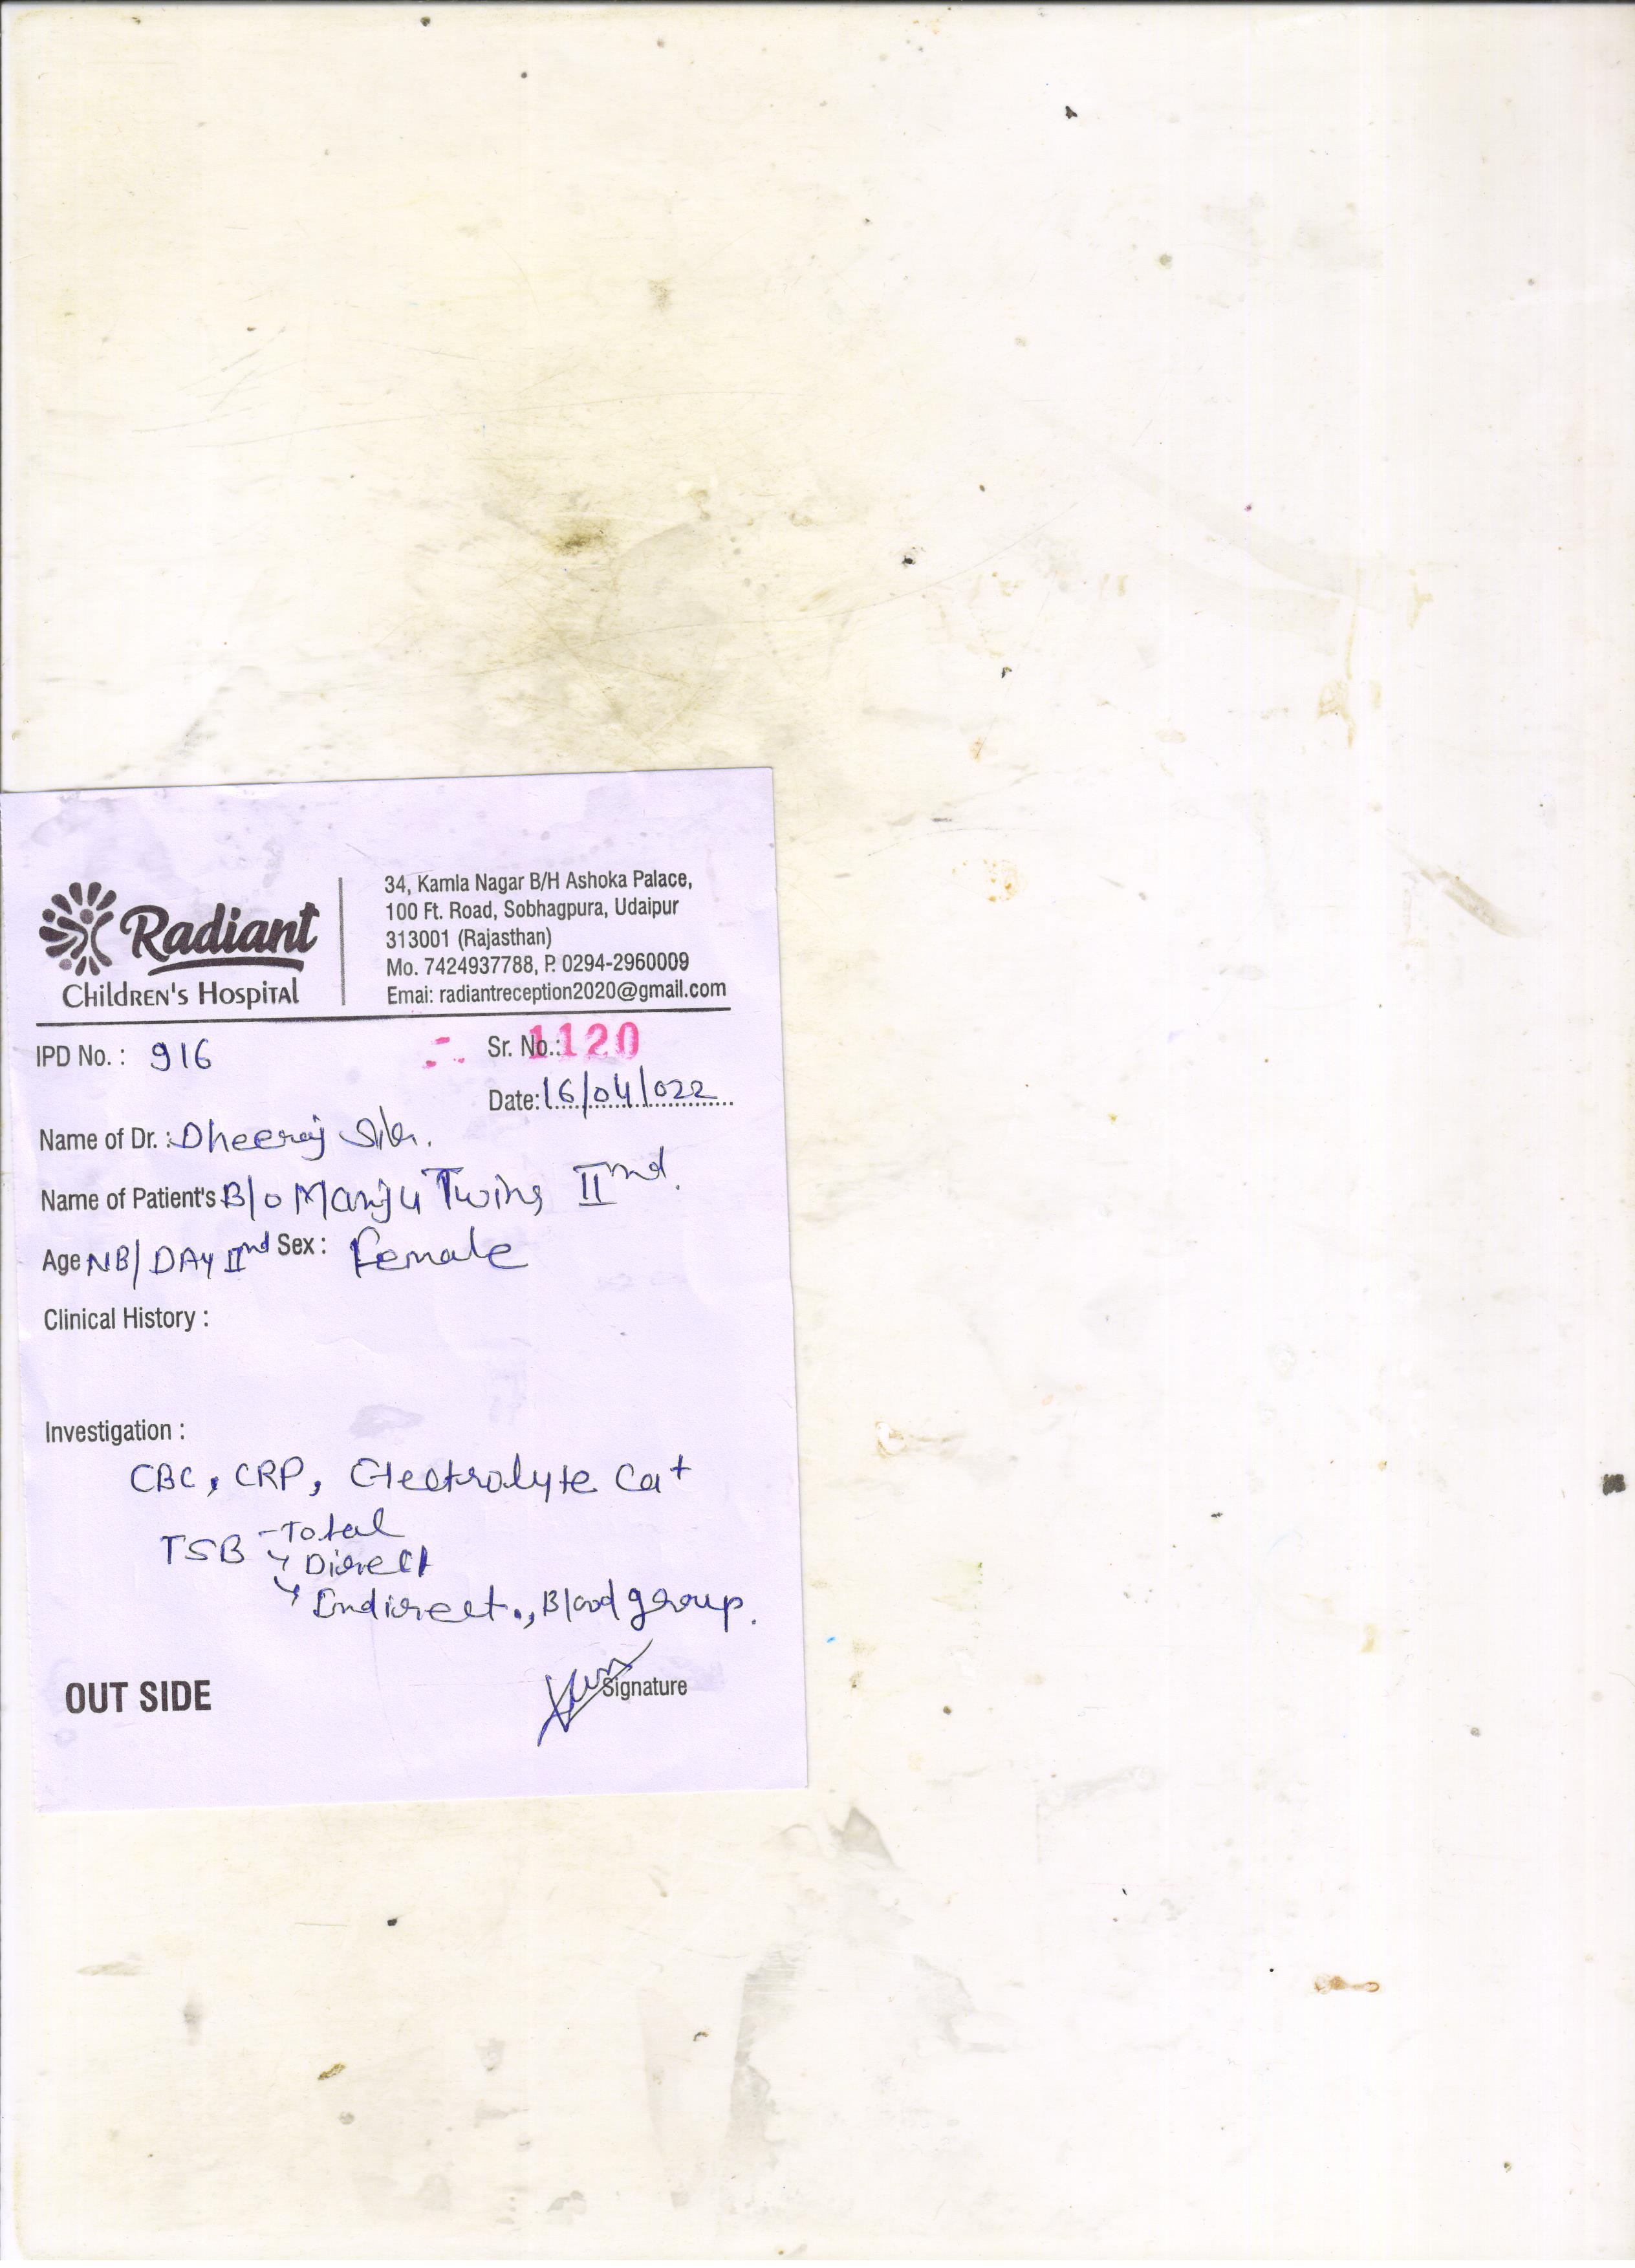 Radiant
Children's Hospital
34, Kamla Nagar B/H Ashoka Palace,
100 Ft. Road, Sobhagpura, Udaipur
313001 (Rajasthan)
Mo. 7424937788, P. 0294-2960009
Emai: radiantreception2020@gmail.com
IPD No. : 916
Sr. No.: 1120
Date: 16/04/022
Name of Dr. : Dheeraj
Name of Patient's B/o Manju Twins IInd.
Age NB/DAY IInd Sex : Female
Clinical History :
Investigation :
CBC, CRP, Electrolyte Ca+
TSB - Total
Direct
Indirect., Blood group.
OUT SIDE
Signature